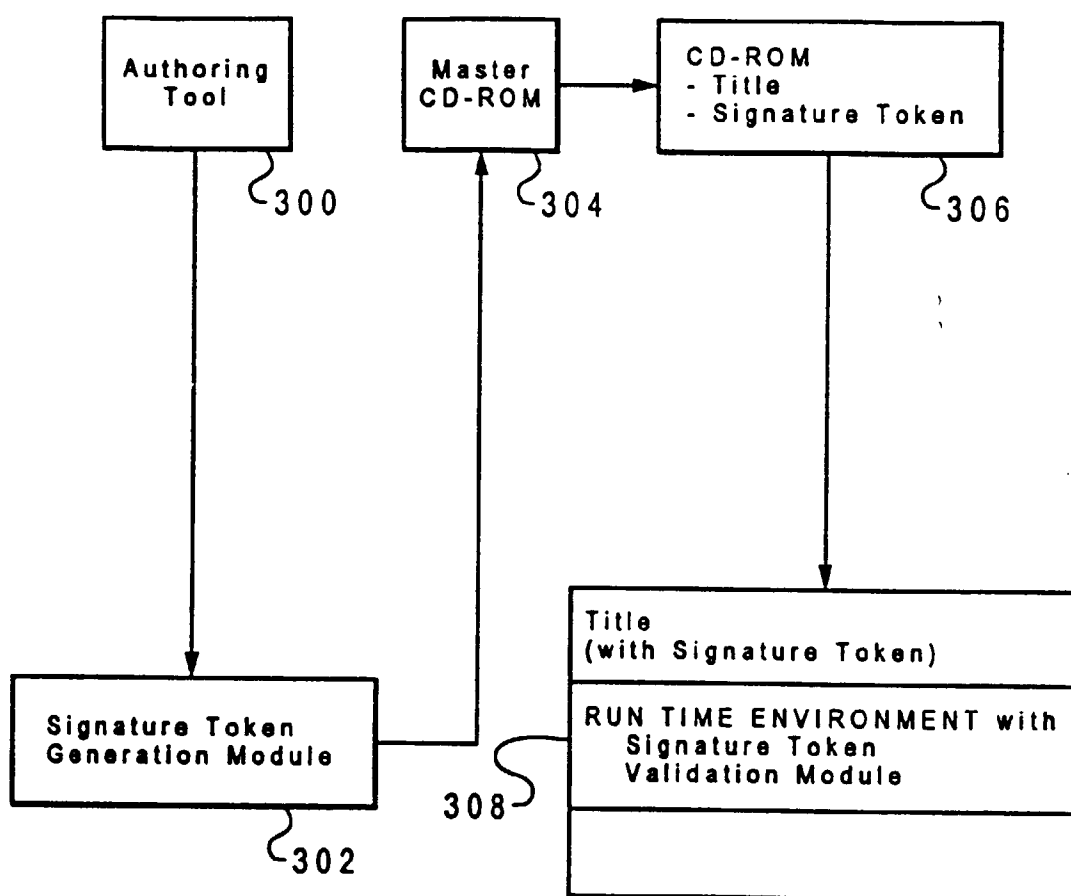 Authoring
Tool
300
Master
CD-ROM
304
CD-ROM
- Title
- Signature Token
306
Signature Token
Generation Module
302
Title
(with Signature Token)
RUN TIME ENVIRONMENT with
Signature Token
Validation Module
308